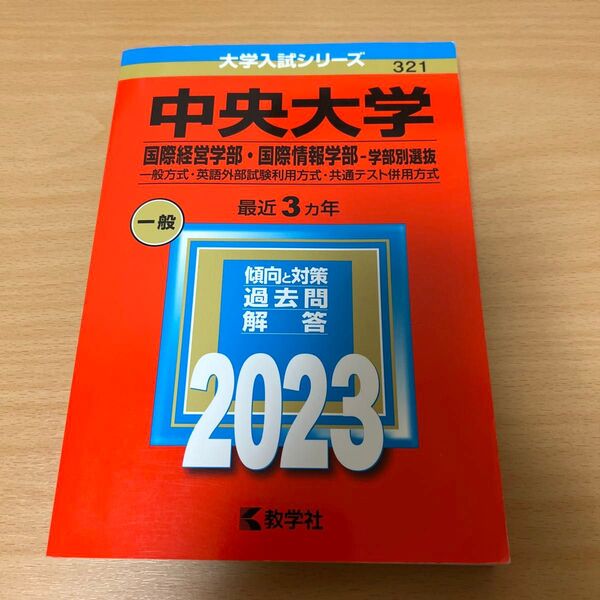 大学入試シリーズ
321
中央大学
国際経営学部・国際情報学部-学部別選抜
一般方式・英語外部試験利用方式・共通テスト併用方式
最近3カ年
一般
傾向と対策
過去問
解答
2023
教学社